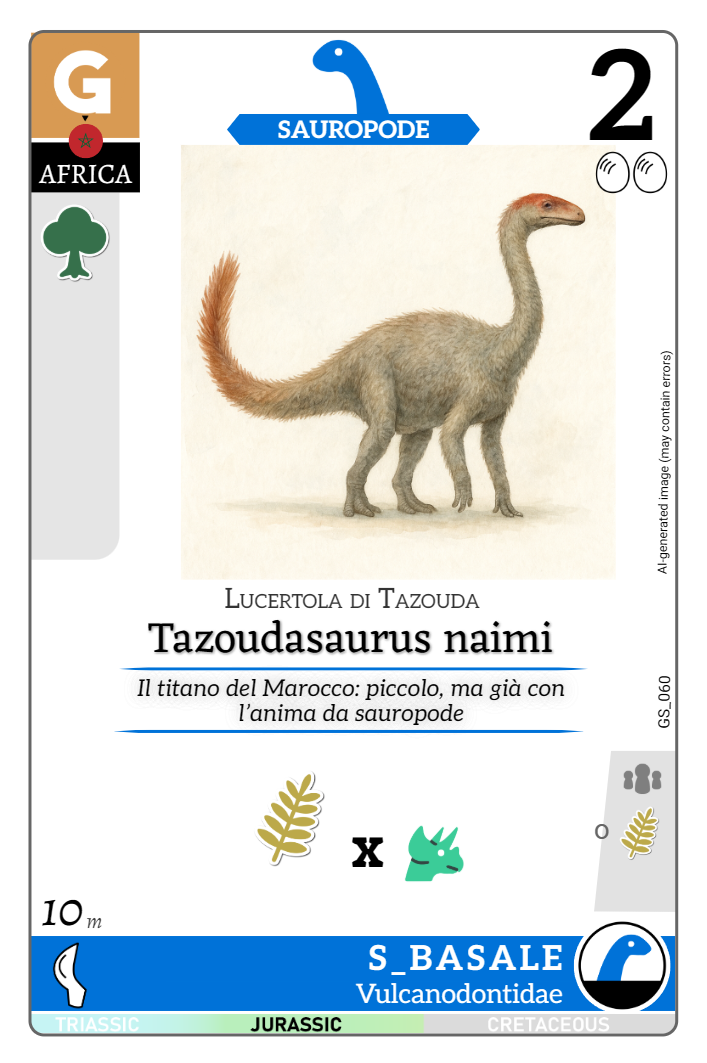 G
AFRICA
SAUROPODE
2
AI-generated image (may contain errors)
Lucertola di Tazouda
Tazoudasaurus naimi
Il titano del Marocco: piccolo, ma già con
l'anima da sauropode
GS_060
x
o
10 m
S_BASALE
Vulcanodontidae
TRIASSIC JURASSIC CRETACEOUS